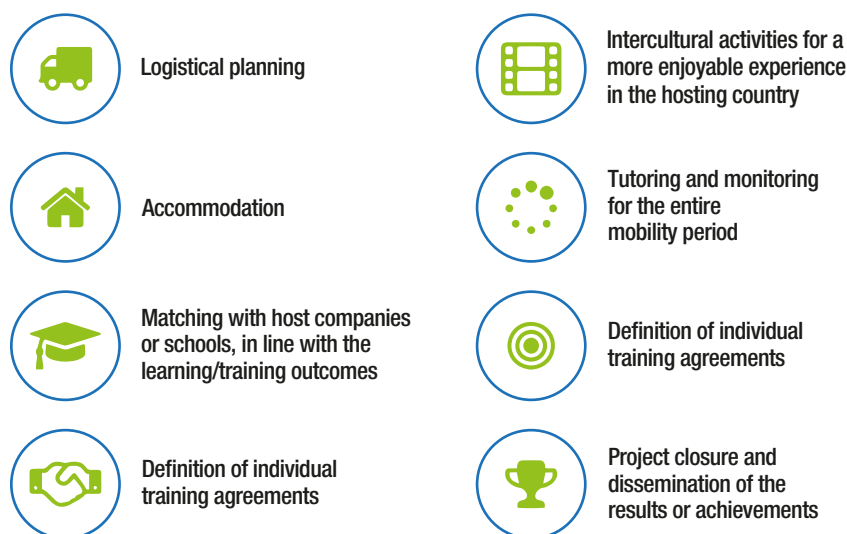 Logistical planning
Accommodation
Matching with host companies
or schools, in line with the
learning/training outcomes
Definition of individual
training agreements
Intercultural activities for a
more enjoyable experience
in the hosting country
Tutoring and monitoring
for the entire
mobility period
Definition of individual
training agreements
Project closure and
dissemination of the
results or achievements